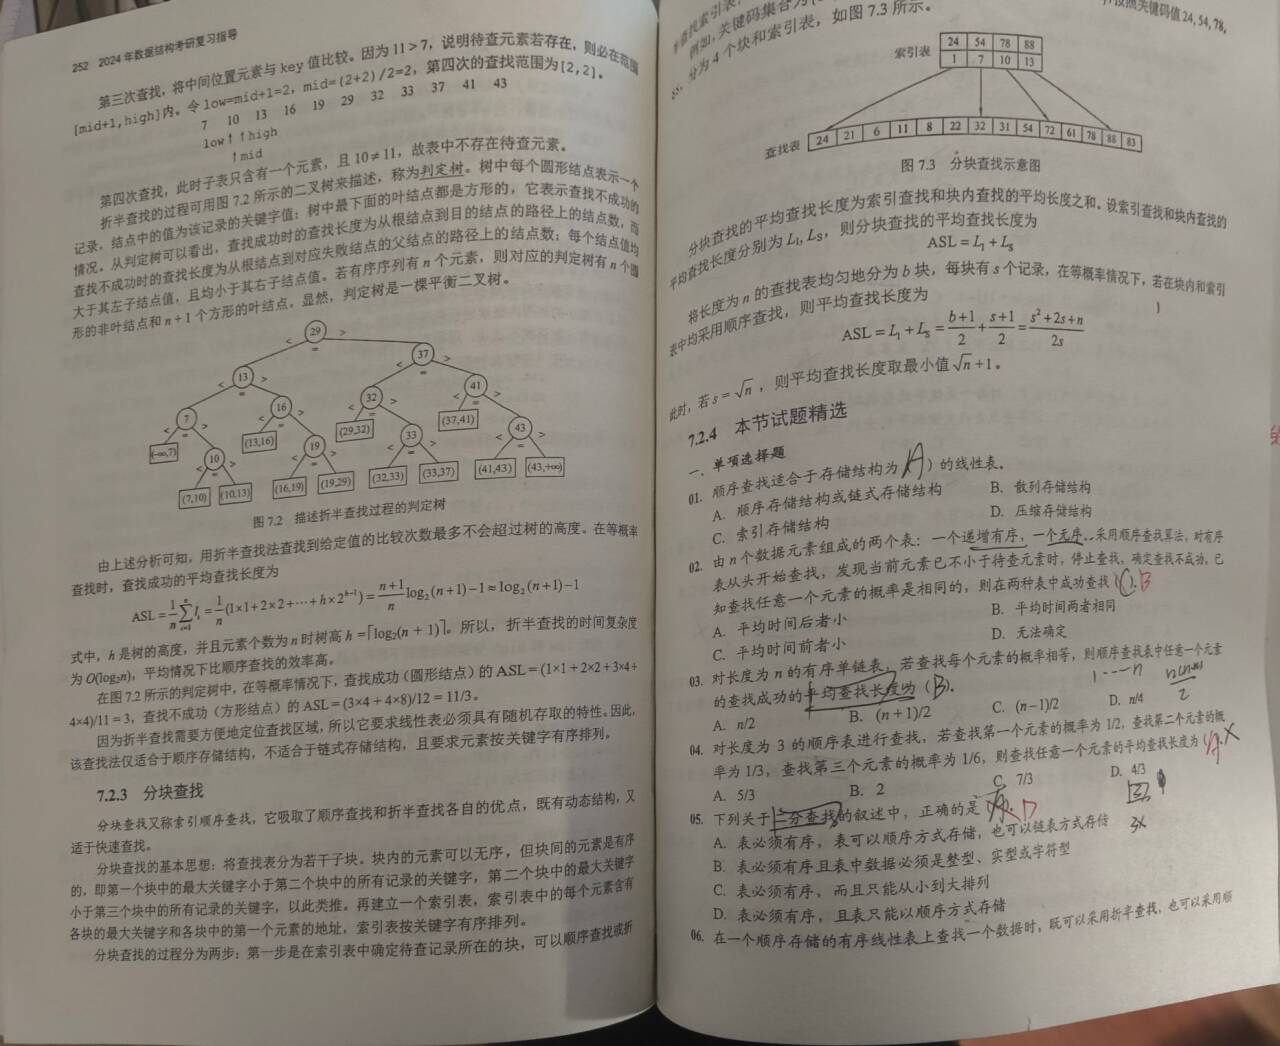 252 2024年数据结构考研复习指导
第三次查找，将中间位置元素与key值比较。因为11>7，说明待查元素若存在，则必在范围
[mid+1,high]内。令low=mid+1=2，mid=(2+2)/2=2，第四次的查找范围为[2,2]。
7 10 13 16 19 29 32 33 37 41 43
low↑ ↑high
↑mid
第四次查找，此时子表只含有一个元素，且10≠11，故表中不存在待查元素。
折半查找的过程可用图7.2所示的二叉树来描述，称为判定树。树中每个圆形结点表示一个
记录，结点中的值为该记录的关键字值；树中最下面的叶结点都是方形的，它表示查找不成功的
情况。从判定树可以看出，查找成功时的查找长度为从根结点到目的结点的路径上的结点数，而
查找不成功时的查找长度为从根结点到对应失败结点的父结点的路径上的结点数；每个结点值均
大于其左子结点值，且均小于其右子结点值。若有序序列有n个元素，则对应的判定树有n个圆
形的非叶结点和n+1个方形的叶结点。显然，判定树是一棵平衡二叉树。
29
37
13
41
7 16 32
(37,41)
(-∞,7) 10 (13,16) 19 (29,32) 33 43
(7,10) (10,13) (16,19) (19,29) (32,33) (33,37) (41,43) (43,+∞)
图7.2 描述折半查找过程的判定树
由上述分析可知，用折半查找法查找到给定值的比较次数最多不会超过树的高度。在等概率
查找时，查找成功的平均查找长度为
ASL=1/n∑_{i=1}^{n} l_i=1/n(1×1+2×2+⋯+h×2^{h-1})=(n+1)/n log₂(n+1)-1≈log₂(n+1)-1
式中，h是树的高度，并且元素个数为n时树高h=⌈log₂(n+1)⌉。所以，折半查找的时间复杂度
为O(log₂n)，平均情况下比顺序查找的效率高。
在图7.2所示的判定树中，在等概率情况下，查找成功（圆形结点）的ASL=(1×1+2×2+3×4+
4×4)/11=3，查找不成功（方形结点）的ASL=(3×4+4×8)/12=11/3。
因为折半查找需要方便地定位查找区域，所以它要求线性表必须具有随机存取的特性。因此，
该查找法仅适合于顺序存储结构，不适合于链式存储结构，且要求元素按关键字有序排列。
7.2.3 分块查找
分块查找又称索引顺序查找，它吸取了顺序查找和折半查找各自的优点，既有动态结构，又
适于快速查找。
分块查找的基本思想：将查找表分为若干子块。块内的元素可以无序，但块间的元素是有序
的，即第一个块中的最大关键字小于第二个块中的所有记录的关键字，第二个块中的最大关键字
小于第三个块中的所有记录的关键字，以此类推。再建立一个索引表，索引表中的每个元素含有
各块的最大关键字和各块中的第一个元素的地址，索引表按关键字有序排列。
分块查找的过程分为两步：第一步是在索引表中确定待查记录所在的块，可以顺序查找或折
半查找索引表
按照关键码值24, 54, 78,
例如，关键码集合为
88，分为4个块和索引表，如图7.3所示。
索引表 24 54 78 88
1 7 10 13
查找表 24 21 6 11 8 22 32 31 54 72 61 78 88 83
图7.3 分块查找示意图
分块查找的平均查找长度为索引查找和块内查找的平均长度之和。设索引查找和块内查找的
平均查找长度分别为L_I, L_S，则分块查找的平均查找长度为
ASL=L_I+L_S
将长度为n的查找表均匀地分为b块，每块有s个记录，在等概率情况下，若在块内和索引
表中均采用顺序查找，则平均查找长度为
ASL=L_I+L_S=(b+1)/2+(s+1)/2=(s²+2s+n)/2s
此时，若s=√n，则平均查找长度取最小值√n+1。
7.2.4 本节试题精选
一、单项选择题
01. 顺序查找适合于存储结构为（A）的线性表。
A. 顺序存储结构或链式存储结构 B. 散列存储结构
C. 索引存储结构 D. 压缩存储结构
02. 由n个数据元素组成的两个表：一个递增有序，一个无序。采用顺序查找算法，对有序
表从头开始查找，发现当前元素已不小于待查元素时，停止查找，确定查找不成功，已
知查找任意一个元素的概率是相同的，则在两种表中成功查找（ ）。B
A. 平均时间后者小 B. 平均时间两者相同
C. 平均时间前者小 D. 无法确定
03. 对长度为n的有序单链表，若查找每个元素的概率相等，则顺序查找表中任意一个元素
的查找成功的平均查找长度为（B）。
A. n/2 B. (n+1)/2 C. (n-1)/2 D. n/4
04. 对长度为3的顺序表进行查找，若查找第一个元素的概率为1/2，查找第二个元素的概
率为1/3，查找第三个元素的概率为1/6，则查找任意一个元素的平均查找长度为（A
A. 5/3 B. 2 C. 7/3 D. 4/3
05. 下列关于二分查找的叙述中，正确的是（ D
A. 表必须有序，表可以顺序方式存储，也可以链表方式存储
B. 表必须有序且表中数据必须是整型、实型或字符型
C. 表必须有序，而且只能从小到大排列
D. 表必须有序，且表只能以顺序方式存储
06. 在一个顺序存储的有序线性表上查找一个数据时，既可以采用折半查找，也可以采用顺